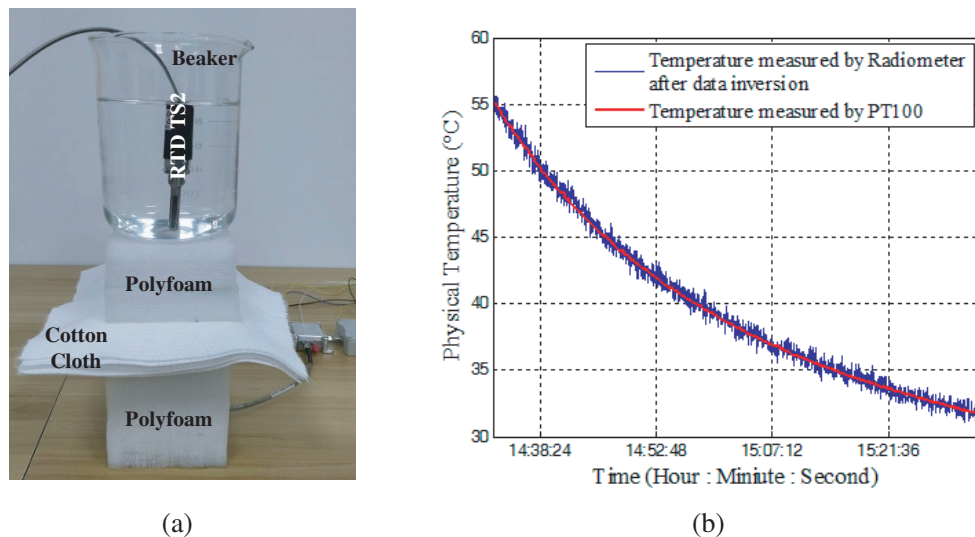 Beaker
RTD TS2
Polyfoam
Cotton
Cloth
Polyfoam
(a)
60
55
50
45
40
35
30
Physical Temperature (°C)
Temperature measured by Radiometer
after data inversion
Temperature measured by PT100
14:38:24 14:52:48 15:07:12 15:21:36
Time (Hour : Miniute : Second)
(b)